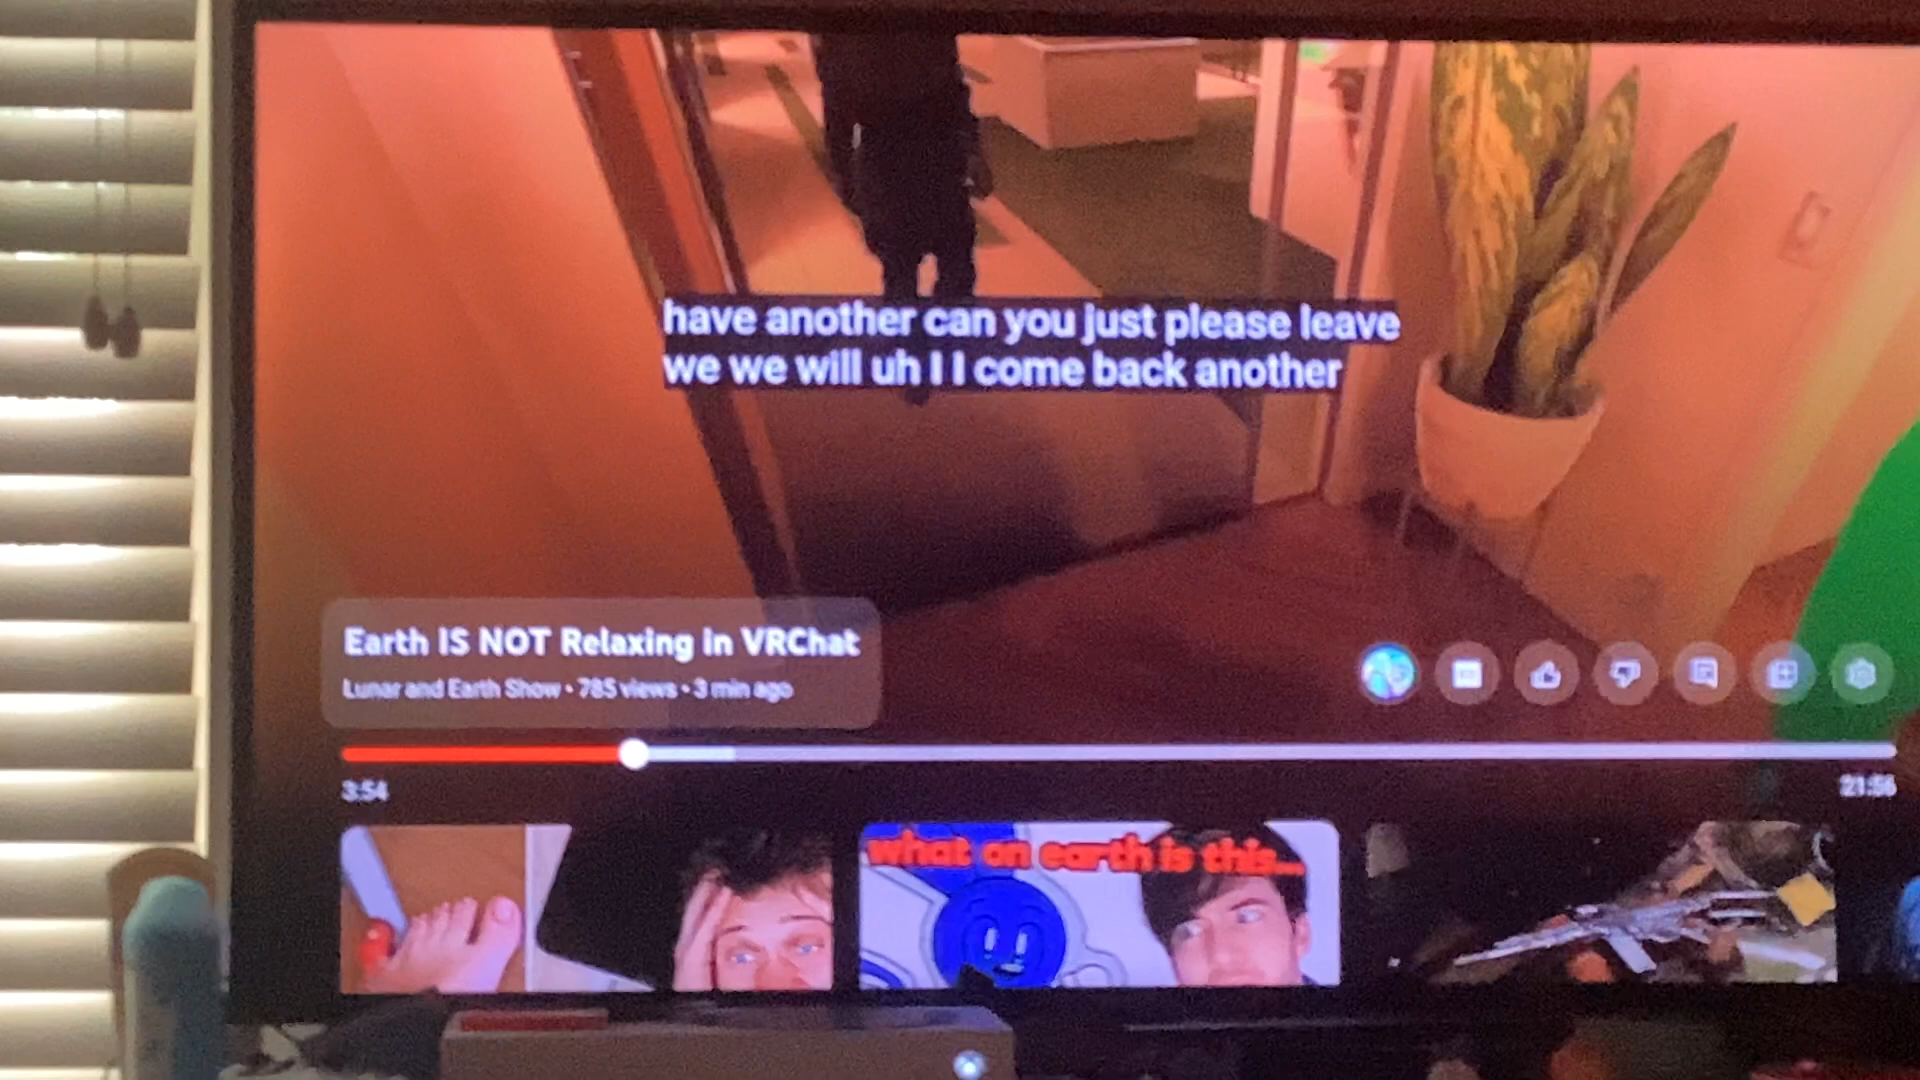 have another can you just please leave
we we will uh I I come back another
Earth IS NOT Relaxing in VRChat
Lunar and Earth Show • 785 views • 3 min ago
3:54
21:56
what on earth is this...